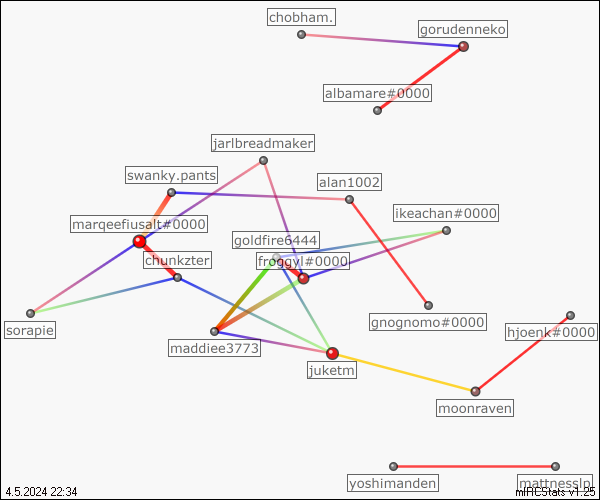 chobham.
gorudenneko
albamare#0000
jarlbreadmaker
swanky.pants
alan1002
ikeachan#0000
marqeefiusalt#0000
goldfire6444
chunkzter
froggyl#0000
sorapie
gnognomo#0000
hjoenk#0000
maddiee3773
juketm
moonraven
yoshimanden
mattnesslp
4.5.2024 22:34
mIRCStats v1.25